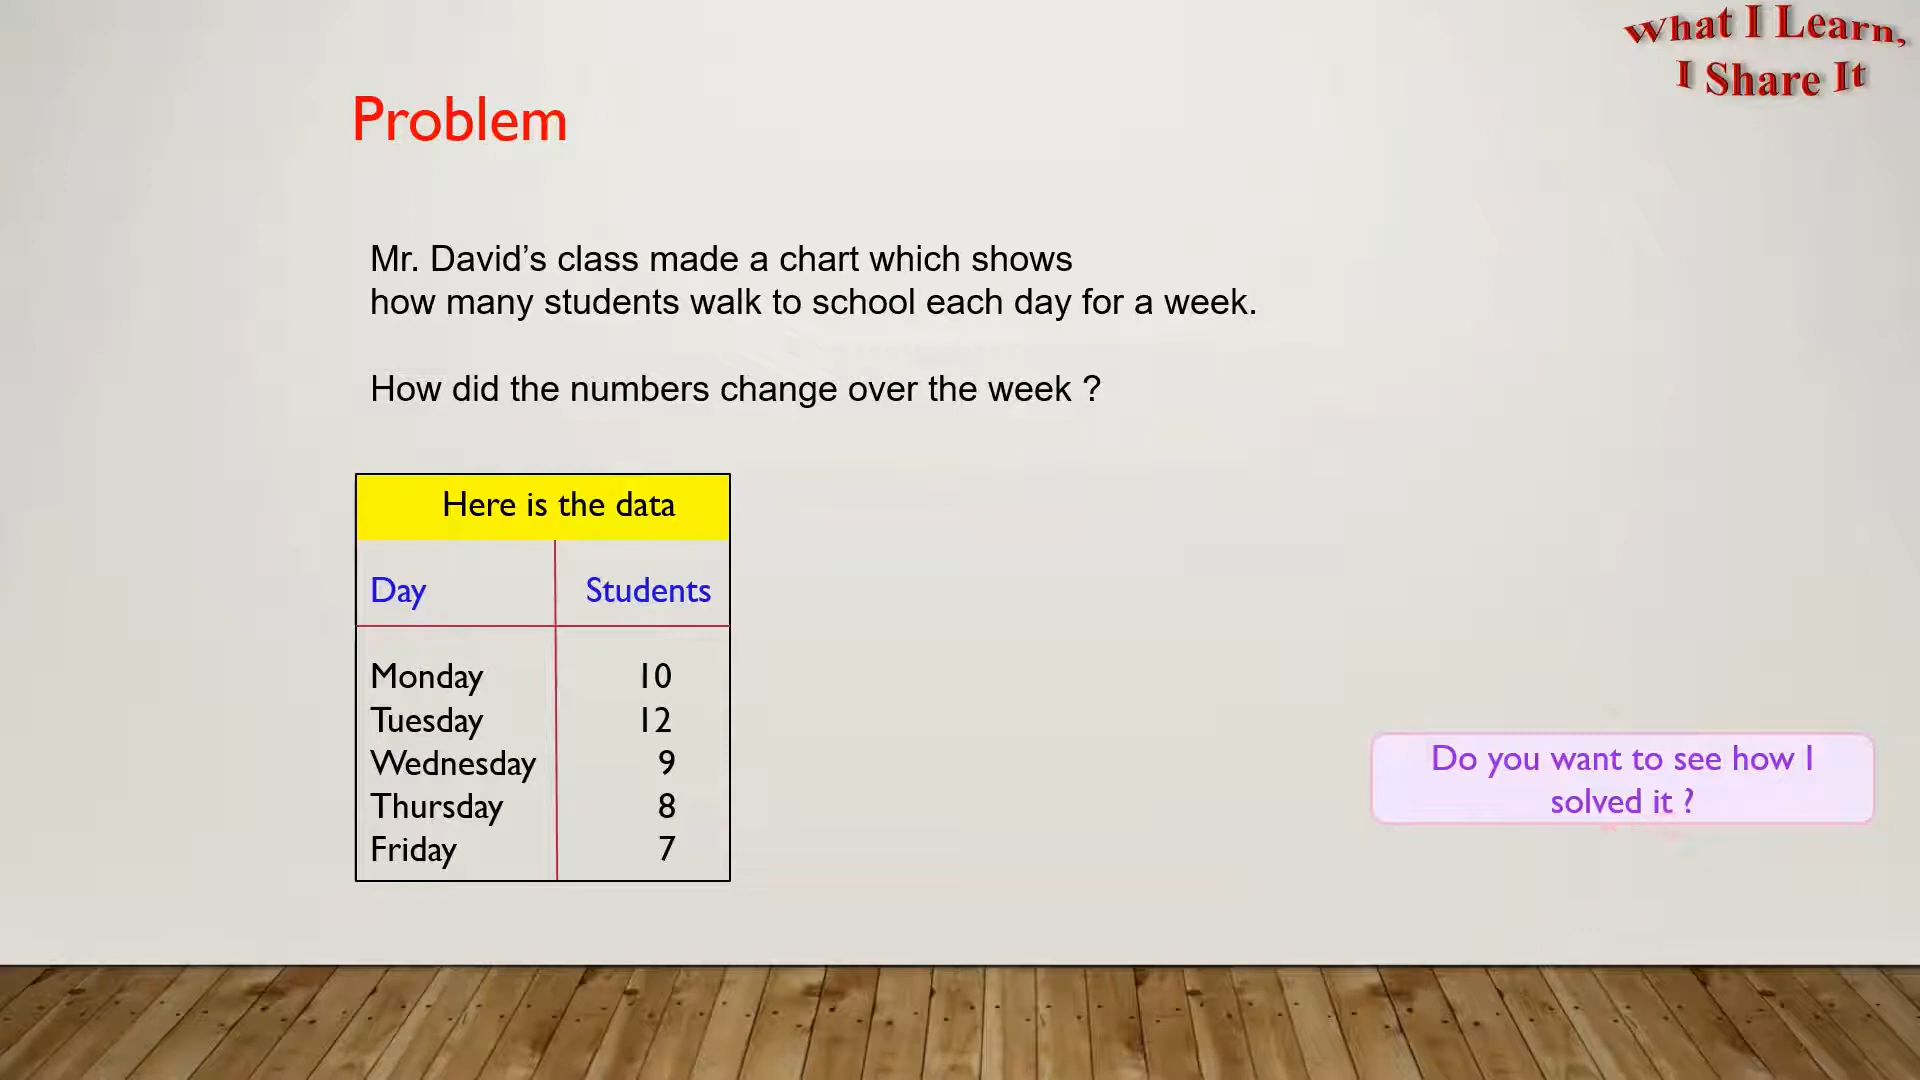 What I Learn,
I Share It
Problem
Mr. David’s class made a chart which shows
how many students walk to school each day for a week.
How did the numbers change over the week ?
Here is the data
Day Students
Monday 10
Tuesday 12
Wednesday 9
Thursday 8
Friday 7
Do you want to see how I
solved it ?